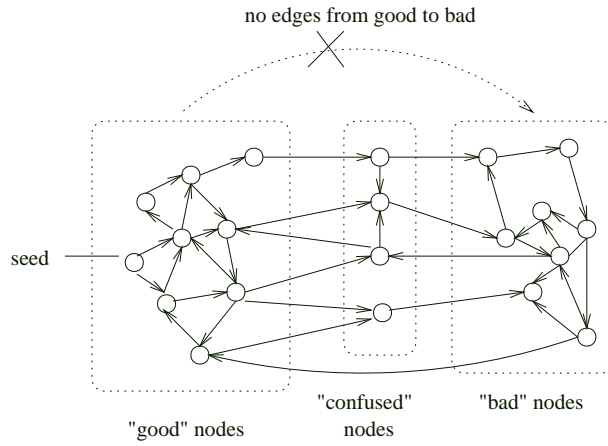 no edges from good to bad
seed
"good" nodes
"confused"
nodes
"bad" nodes